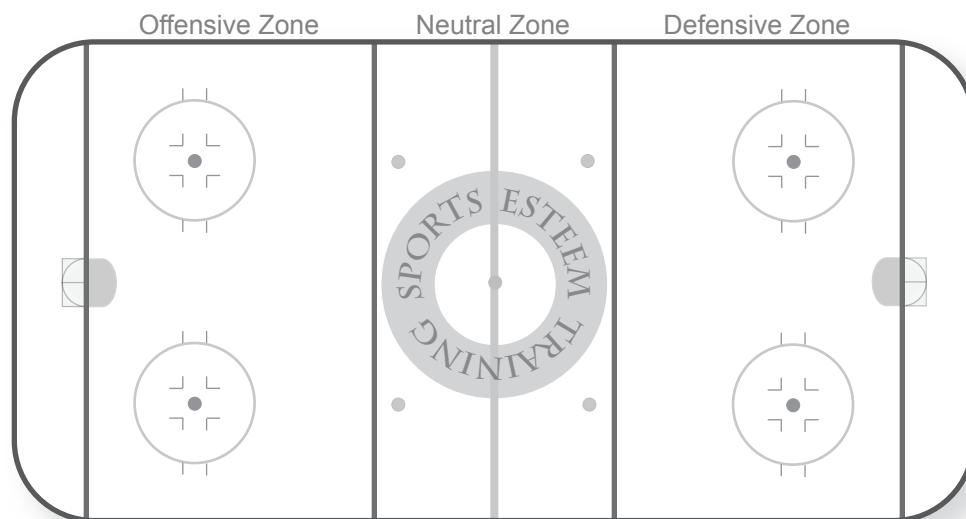 Offensive Zone Neutral Zone Defensive Zone
SPORTS ESTEEM TRAINING